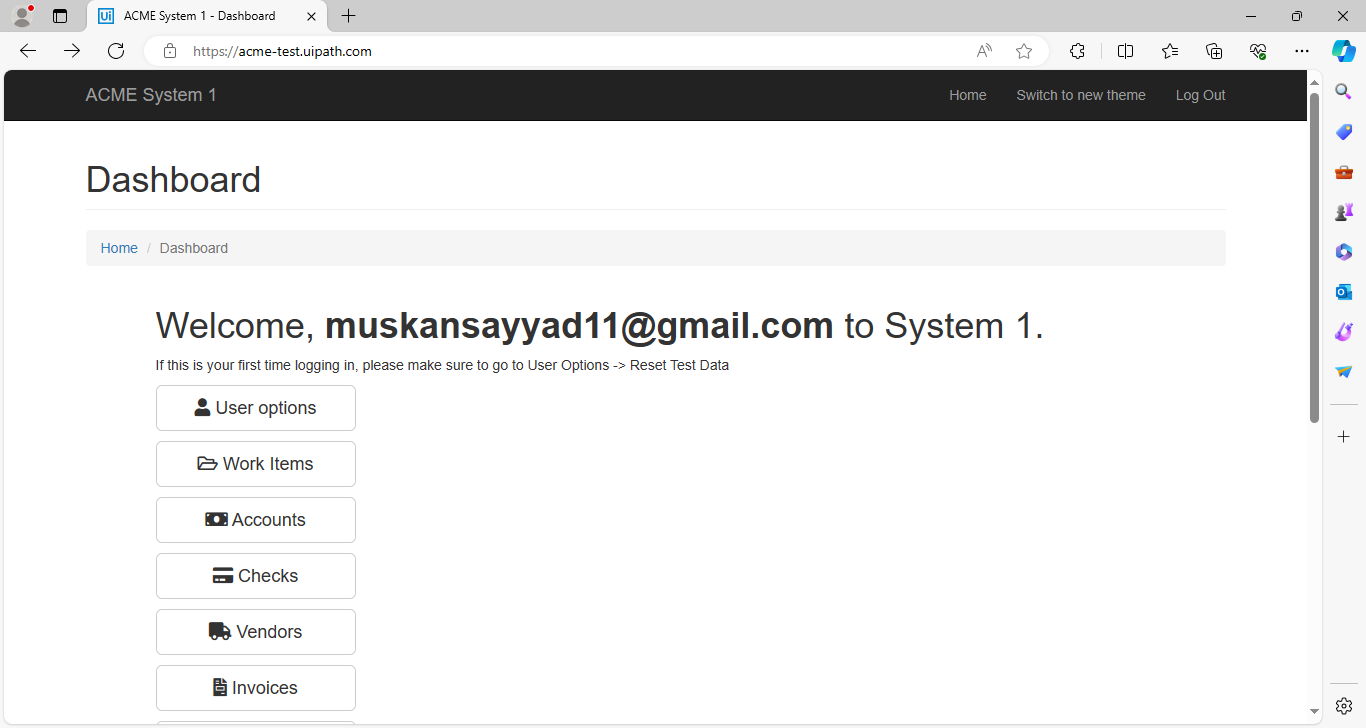 Ui ACME System 1 - Dashboard
https://acme-test.uipath.com
ACME System 1 Home Switch to new theme Log Out
Dashboard
Home / Dashboard
Welcome, muskansayyad11@gmail.com to System 1.
If this is your first time logging in, please make sure to go to User Options -> Reset Test Data
User options
Work Items
Accounts
Checks
Vendors
Invoices